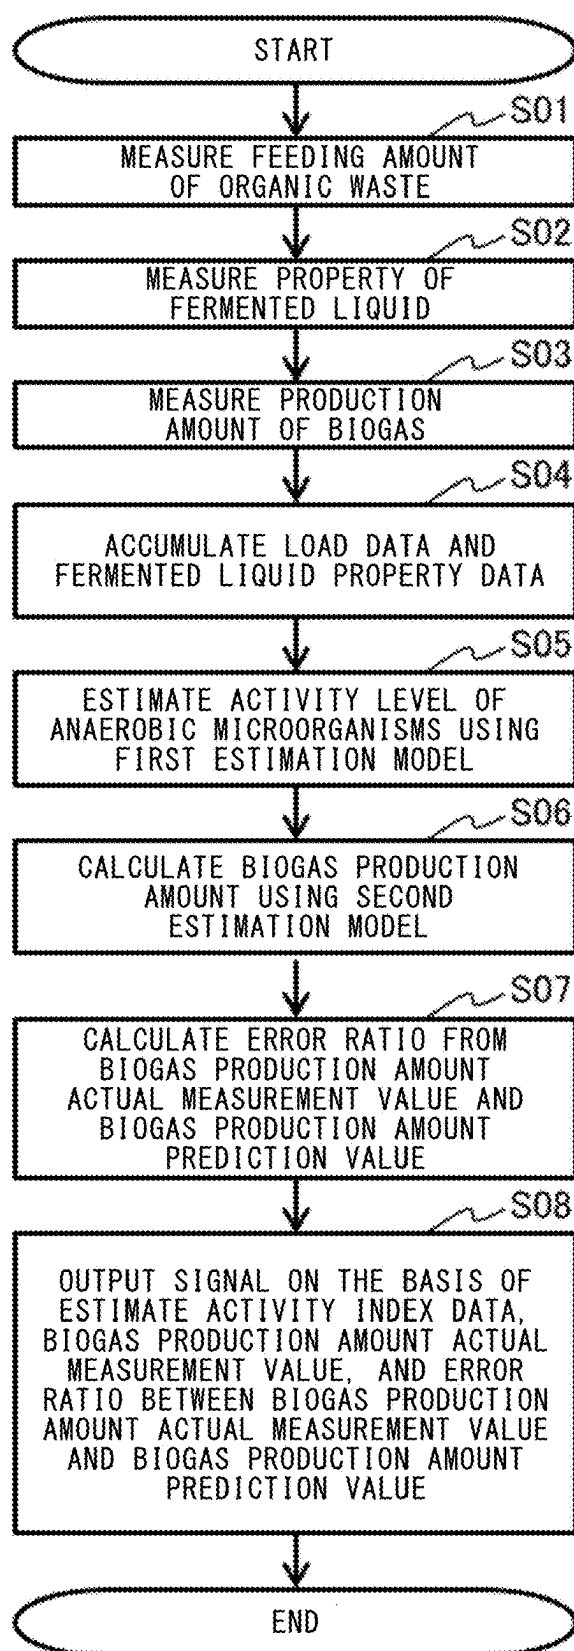 START
S01
MEASURE FEEDING AMOUNT
OF ORGANIC WASTE
S02
MEASURE PROPERTY OF
FERMENTED LIQUID
S03
MEASURE PRODUCTION
AMOUNT OF BIOGAS
S04
ACCUMULATE LOAD DATA AND
FERMENTED LIQUID PROPERTY DATA
S05
ESTIMATE ACTIVITY LEVEL OF
ANAEROBIC MICROORGANISMS USING
FIRST ESTIMATION MODEL
S06
CALCULATE BIOGAS PRODUCTION
AMOUNT USING SECOND
ESTIMATION MODEL
S07
CALCULATE ERROR RATIO FROM
BIOGAS PRODUCTION AMOUNT
ACTUAL MEASUREMENT VALUE AND
BIOGAS PRODUCTION AMOUNT
PREDICTION VALUE
S08
OUTPUT SIGNAL ON THE BASIS OF
ESTIMATE ACTIVITY INDEX DATA,
BIOGAS PRODUCTION AMOUNT ACTUAL
MEASUREMENT VALUE, AND ERROR
RATIO BETWEEN BIOGAS PRODUCTION
AMOUNT ACTUAL MEASUREMENT VALUE
AND BIOGAS PRODUCTION AMOUNT
PREDICTION VALUE
END